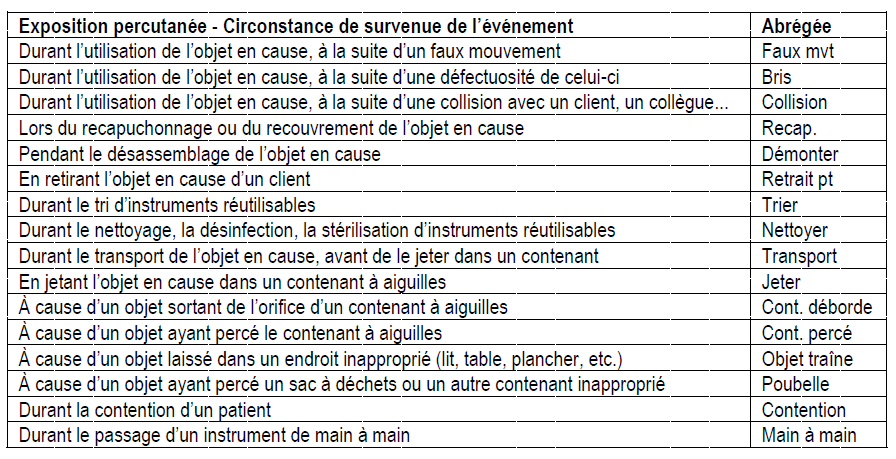 Exposition percutanée - Circonstance de survenue de l’événement Abrégée
Durant l’utilisation de l’objet en cause, à la suite d’un faux mouvement Faux mvt
Durant l’utilisation de l’objet en cause, à la suite d’une défectuosité de celui-ci Bris
Durant l’utilisation de l’objet en cause, à la suite d’une collision avec un client, un collègue... Collision
Lors du recapuchonnage ou du recouvrement de l’objet en cause Recap.
Pendant le désassemblage de l’objet en cause Démonter
En retirant l’objet en cause d’un client Retrait pt
Durant le tri d’instruments réutilisables Trier
Durant le nettoyage, la désinfection, la stérilisation d’instruments réutilisables Nettoyer
Durant le transport de l’objet en cause, avant de le jeter dans un contenant Transport
En jetant l’objet en cause dans un contenant à aiguilles Jeter
À cause d’un objet sortant de l’orifice d’un contenant à aiguilles Cont. déborde
À cause d’un objet ayant percé le contenant à aiguilles Cont. percé
À cause d’un objet laissé dans un endroit inapproprié (lit, table, plancher, etc.) Objet traîne
À cause d’un objet ayant percé un sac à déchets ou un autre contenant inapproprié Poubelle
Durant la contention d’un patient Contention
Durant le passage d’un instrument de main à main Main à main